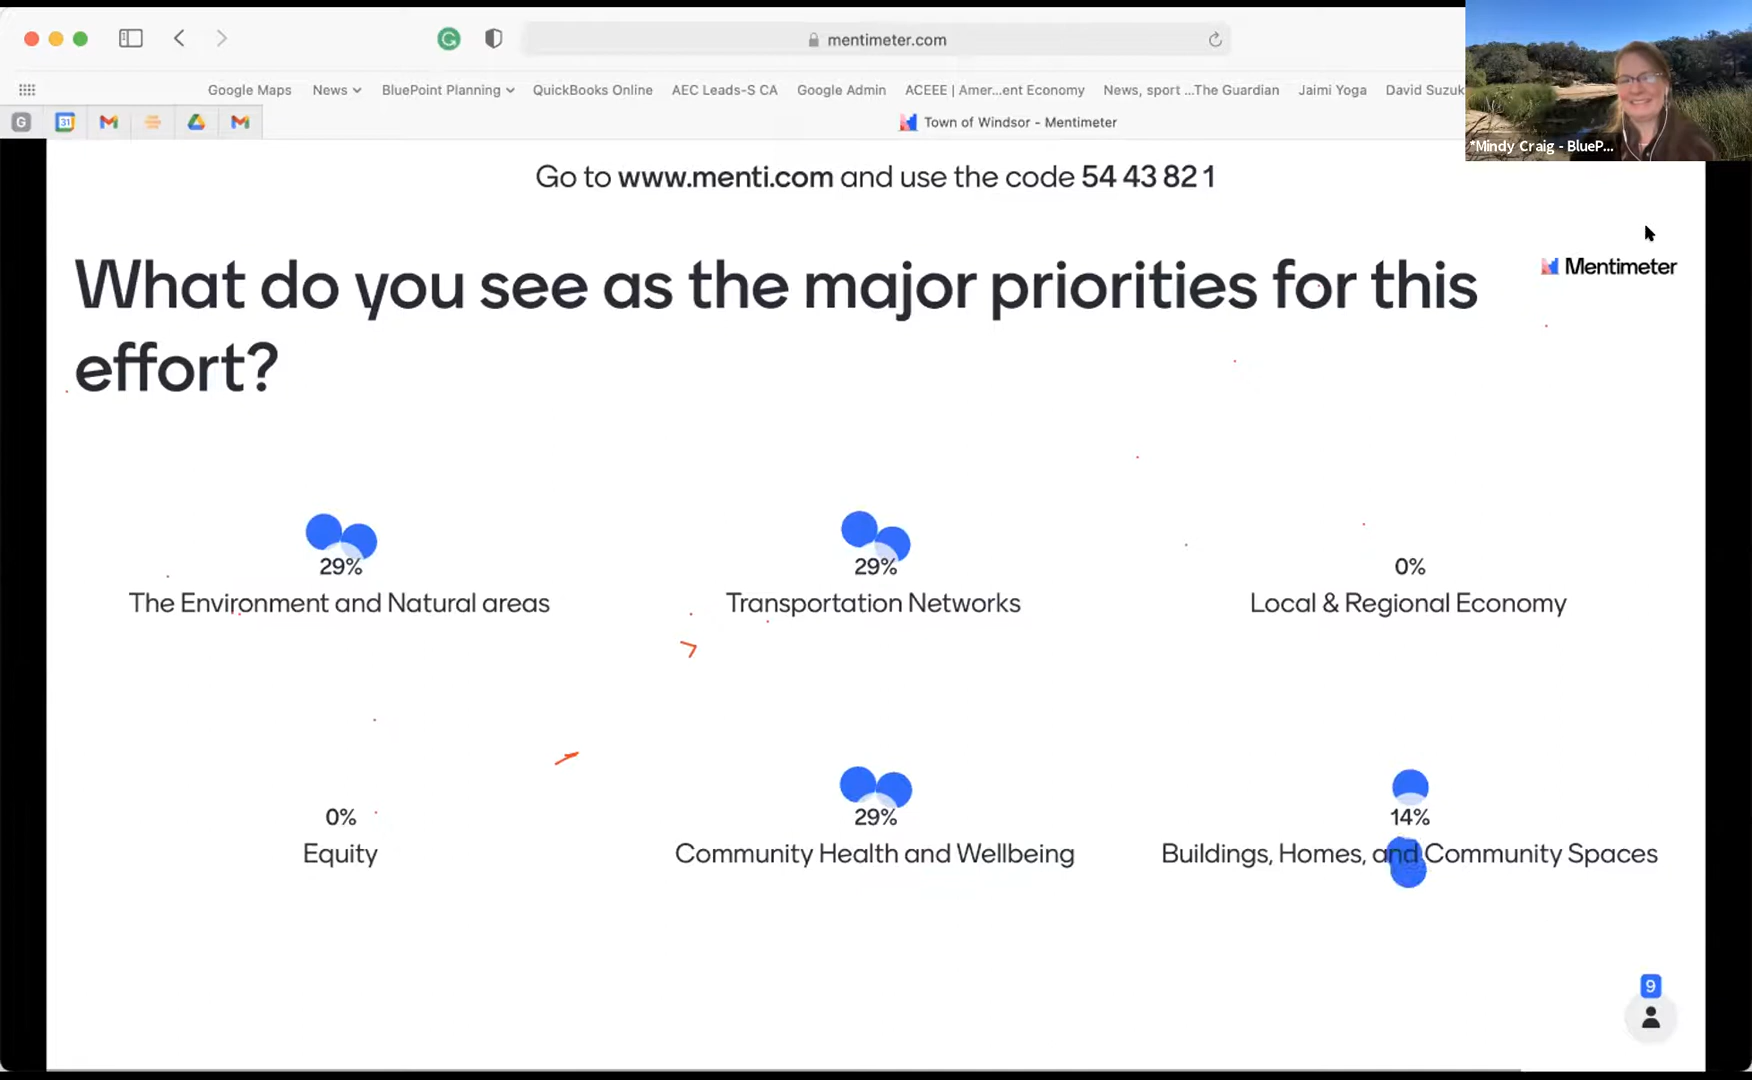 mentimeter.com
Google Maps News BluePoint Planning QuickBooks Online AEC Leads-S CA Google Admin ACEEE | Amer...ent Economy News, sport ...The Guardian Jaimi Yoga David Suzuk
G 31 Town of Windsor - Mentimeter
*Mindy Craig - BlueP...
Go to www.menti.com and use the code 54 43 82 1
Mentimeter
What do you see as the major priorities for this
effort?
29% 29% 0%
The Environment and Natural areas Transportation Networks Local & Regional Economy
0% 29% 14%
Equity Community Health and Wellbeing Buildings, Homes, and Community Spaces
9